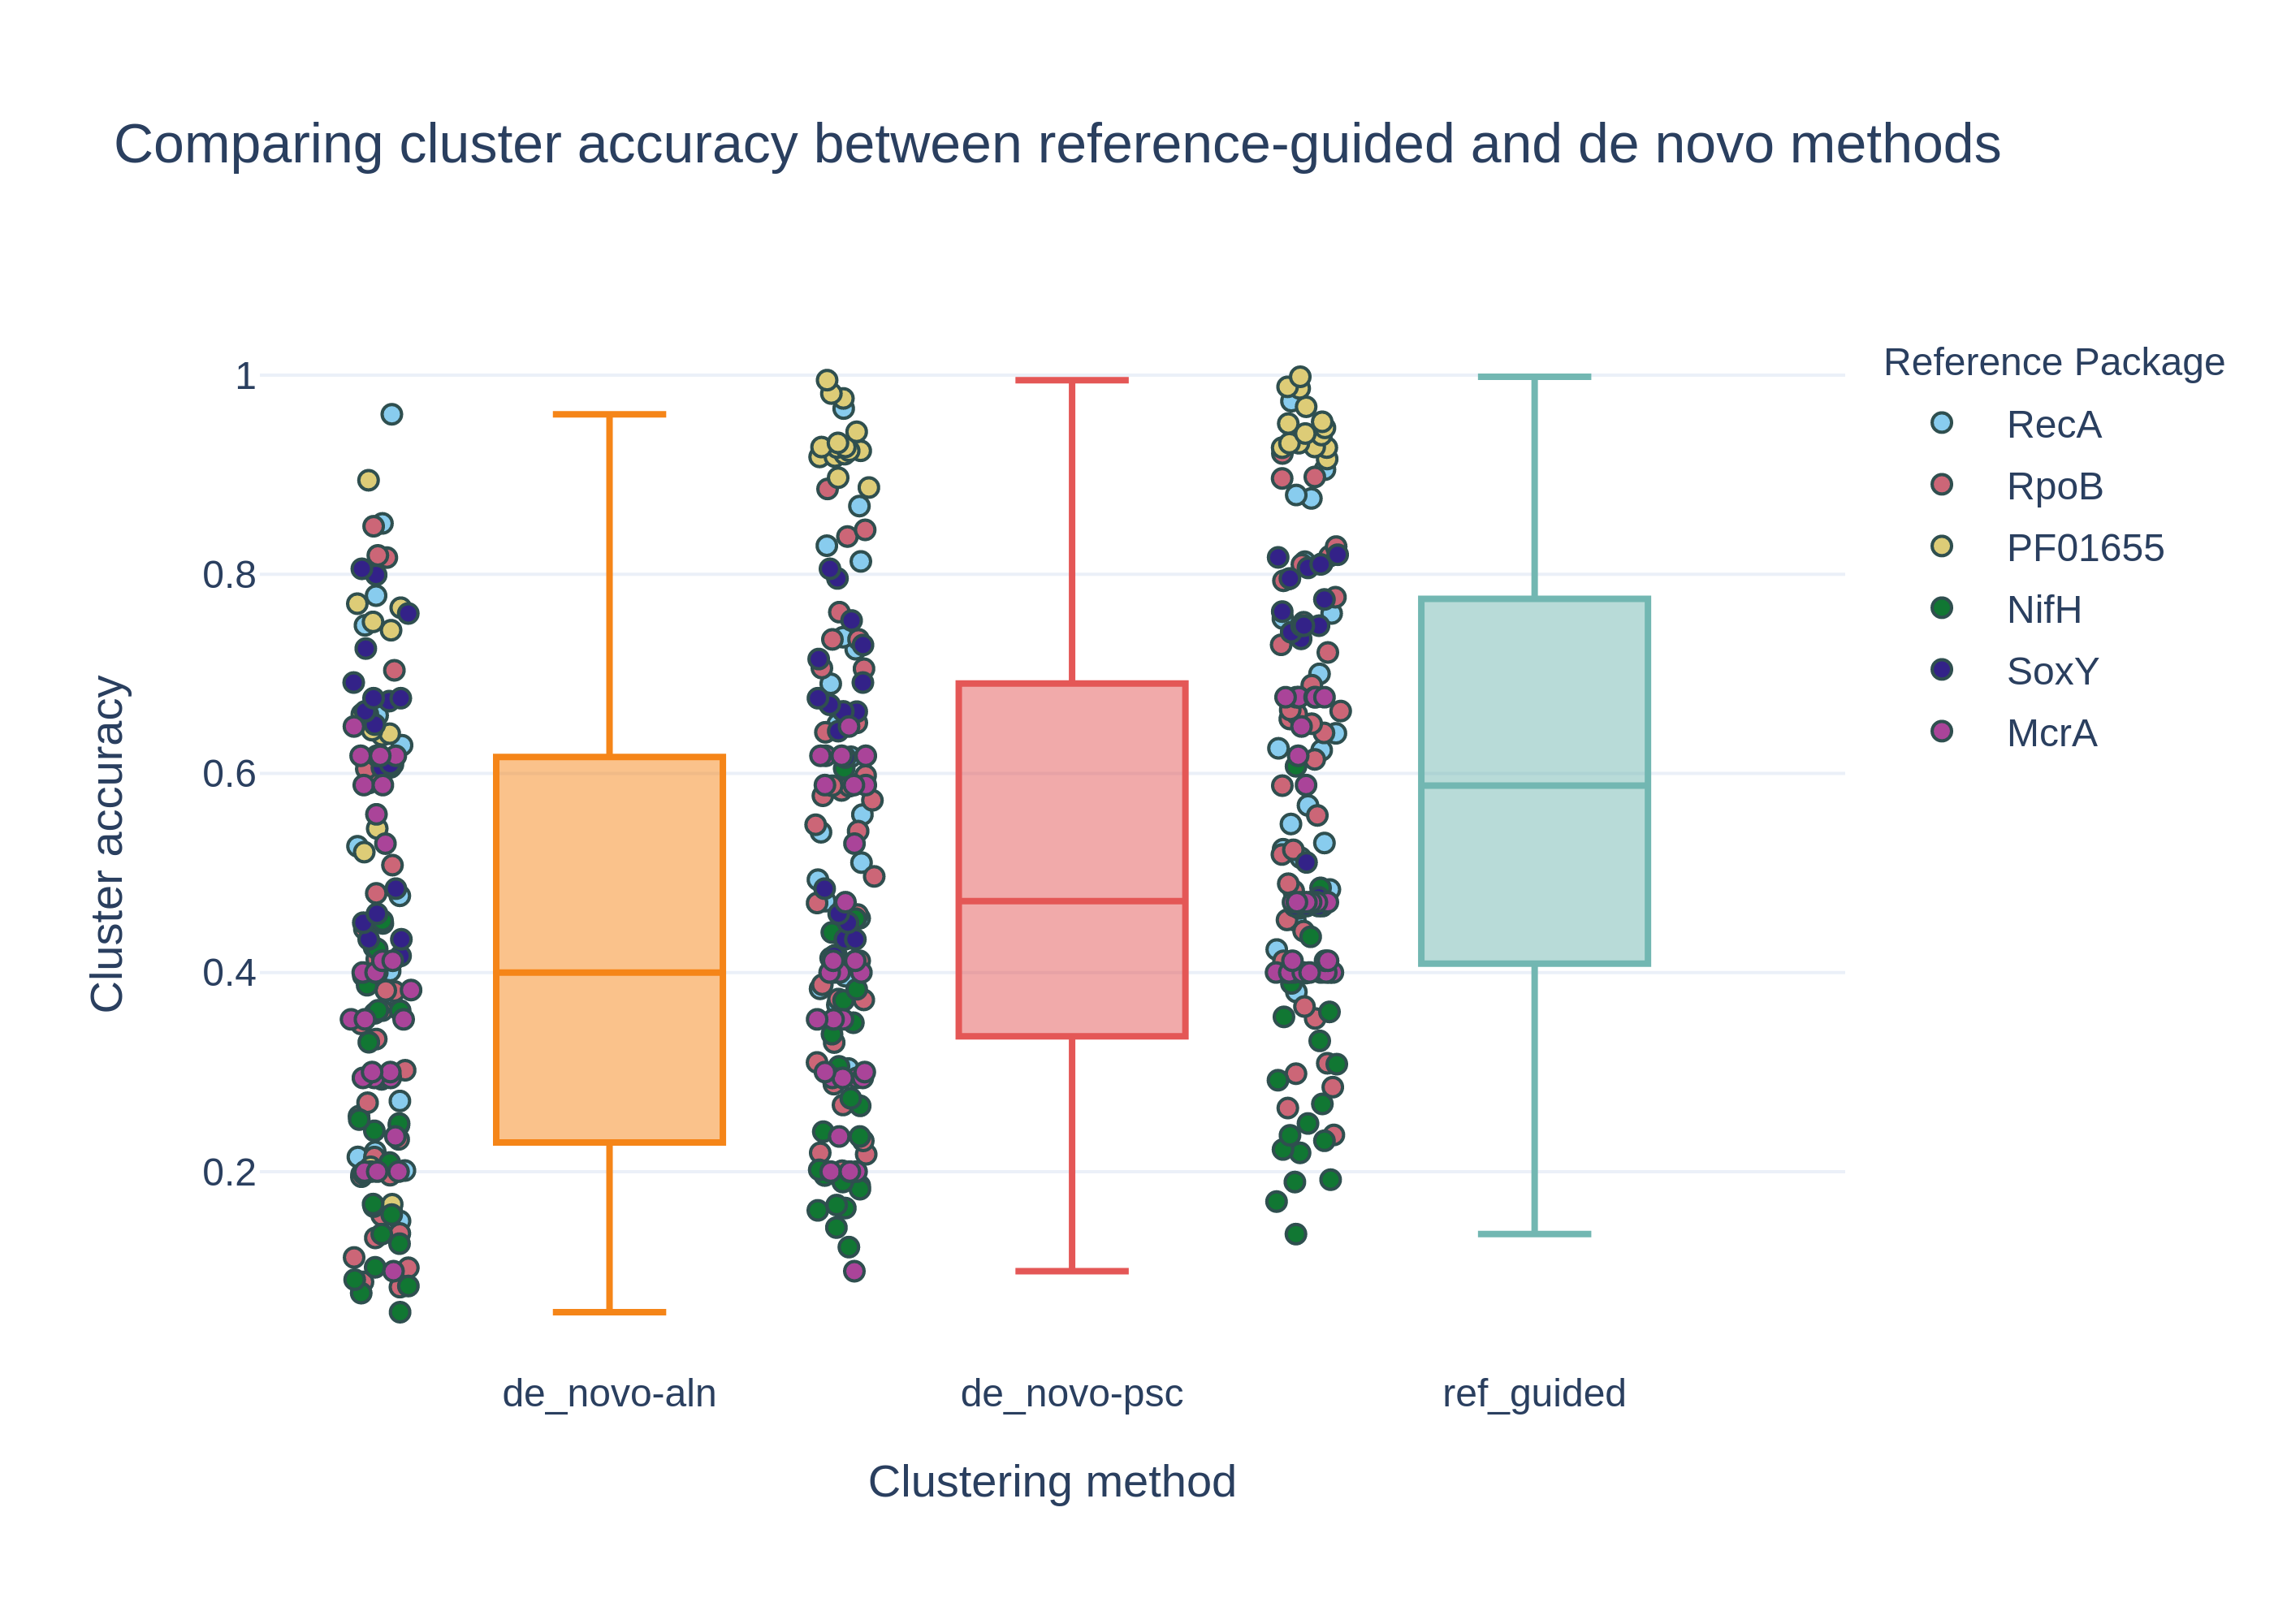 Comparing cluster accuracy between reference-guided and de novo methods
Reference Package
RecA
RpoB
PF01655
NifH
SoxY
McrA
Cluster accuracy
1
0.8
0.6
0.4
0.2
de_novo-aln
de_novo-psc
ref_guided
Clustering method